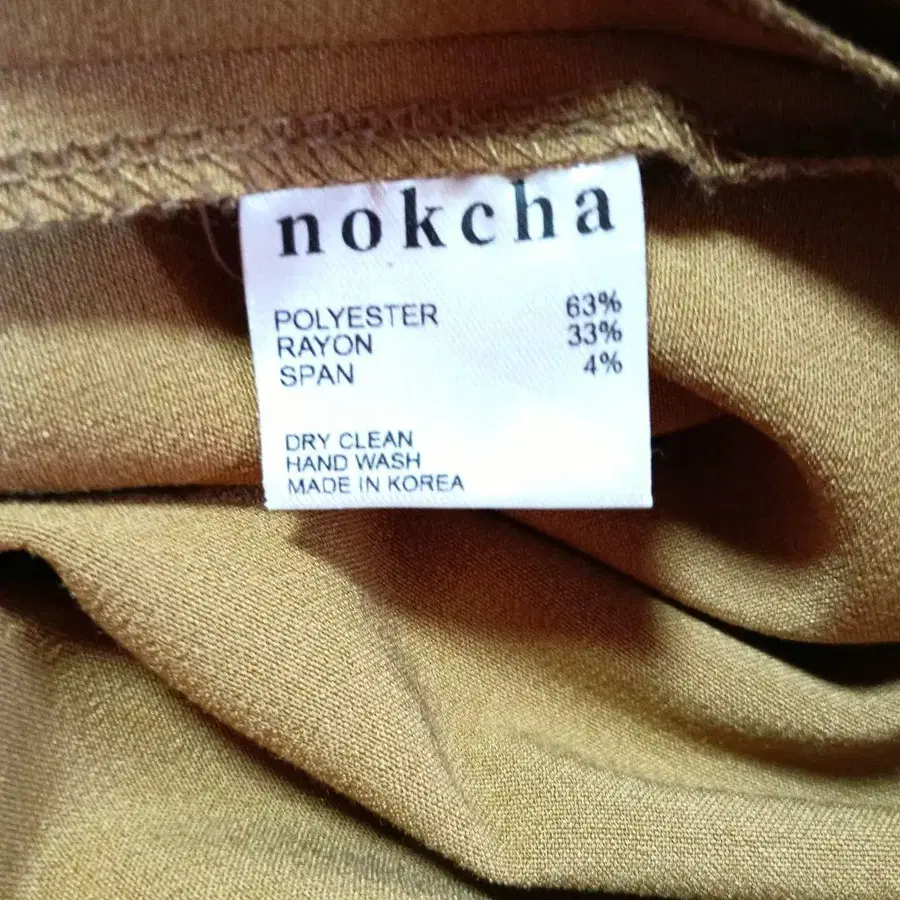 nokcha
POLYESTER 63%
RAYON 33%
SPAN 4%
DRY CLEAN
HAND WASH
MADE IN KOREA